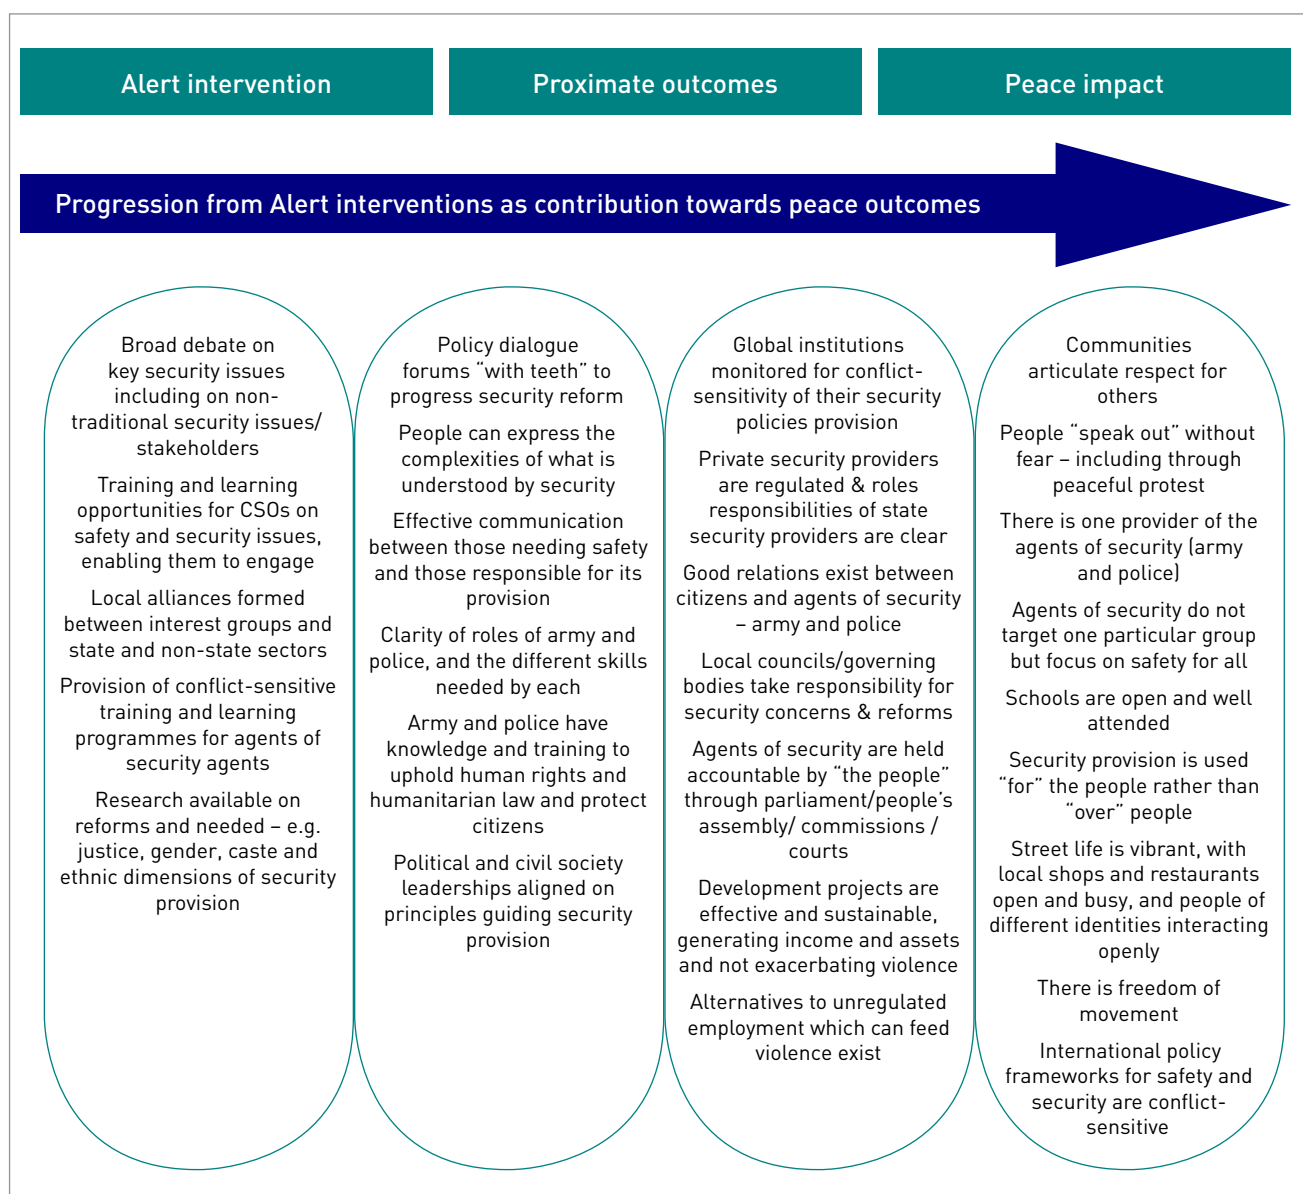 Alert intervention
Proximate outcomes
Peace impact
Progression from Alert interventions as contribution towards peace outcomes
Broad debate on
key security issues
including on non-
traditional security issues/
stakeholders
Training and learning
opportunities for CSOs on
safety and security issues,
enabling them to engage
Local alliances formed
between interest groups and
state and non-state sectors
Provision of conflict-sensitive
training and learning
programmes for agents of
security agents
Research available on
reforms and needed – e.g.
justice, gender, caste and
ethnic dimensions of security
provision
Policy dialogue
forums “with teeth” to
progress security reform
People can express the
complexities of what is
understood by security
Effective communication
between those needing safety
and those responsible for its
provision
Clarity of roles of army and
police, and the different skills
needed by each
Army and police have
knowledge and training to
uphold human rights and
humanitarian law and protect
citizens
Political and civil society
leaderships aligned on
principles guiding security
provision
Global institutions
monitored for conflict-
sensitivity of their security
policies provision
Private security providers
are regulated & roles
responsibilities of state
security providers are clear
Good relations exist between
citizens and agents of security
– army and police
Local councils/governing
bodies take responsibility for
security concerns & reforms
Agents of security are held
accountable by “the people”
through parliament/people’s
assembly/ commissions /
courts
Development projects are
effective and sustainable,
generating income and assets
and not exacerbating violence
Alternatives to unregulated
employment which can feed
violence exist
Communities
articulate respect for
others
People “speak out” without
fear – including through
peaceful protest
There is one provider of the
agents of security (army
and police)
Agents of security do not
target one particular group
but focus on safety for all
Schools are open and well
attended
Security provision is used
“for” the people rather than
“over” people
Street life is vibrant, with
local shops and restaurants
open and busy, and people of
different identities interacting
openly
There is freedom of
movement
International policy
frameworks for safety and
security are conflict-
sensitive